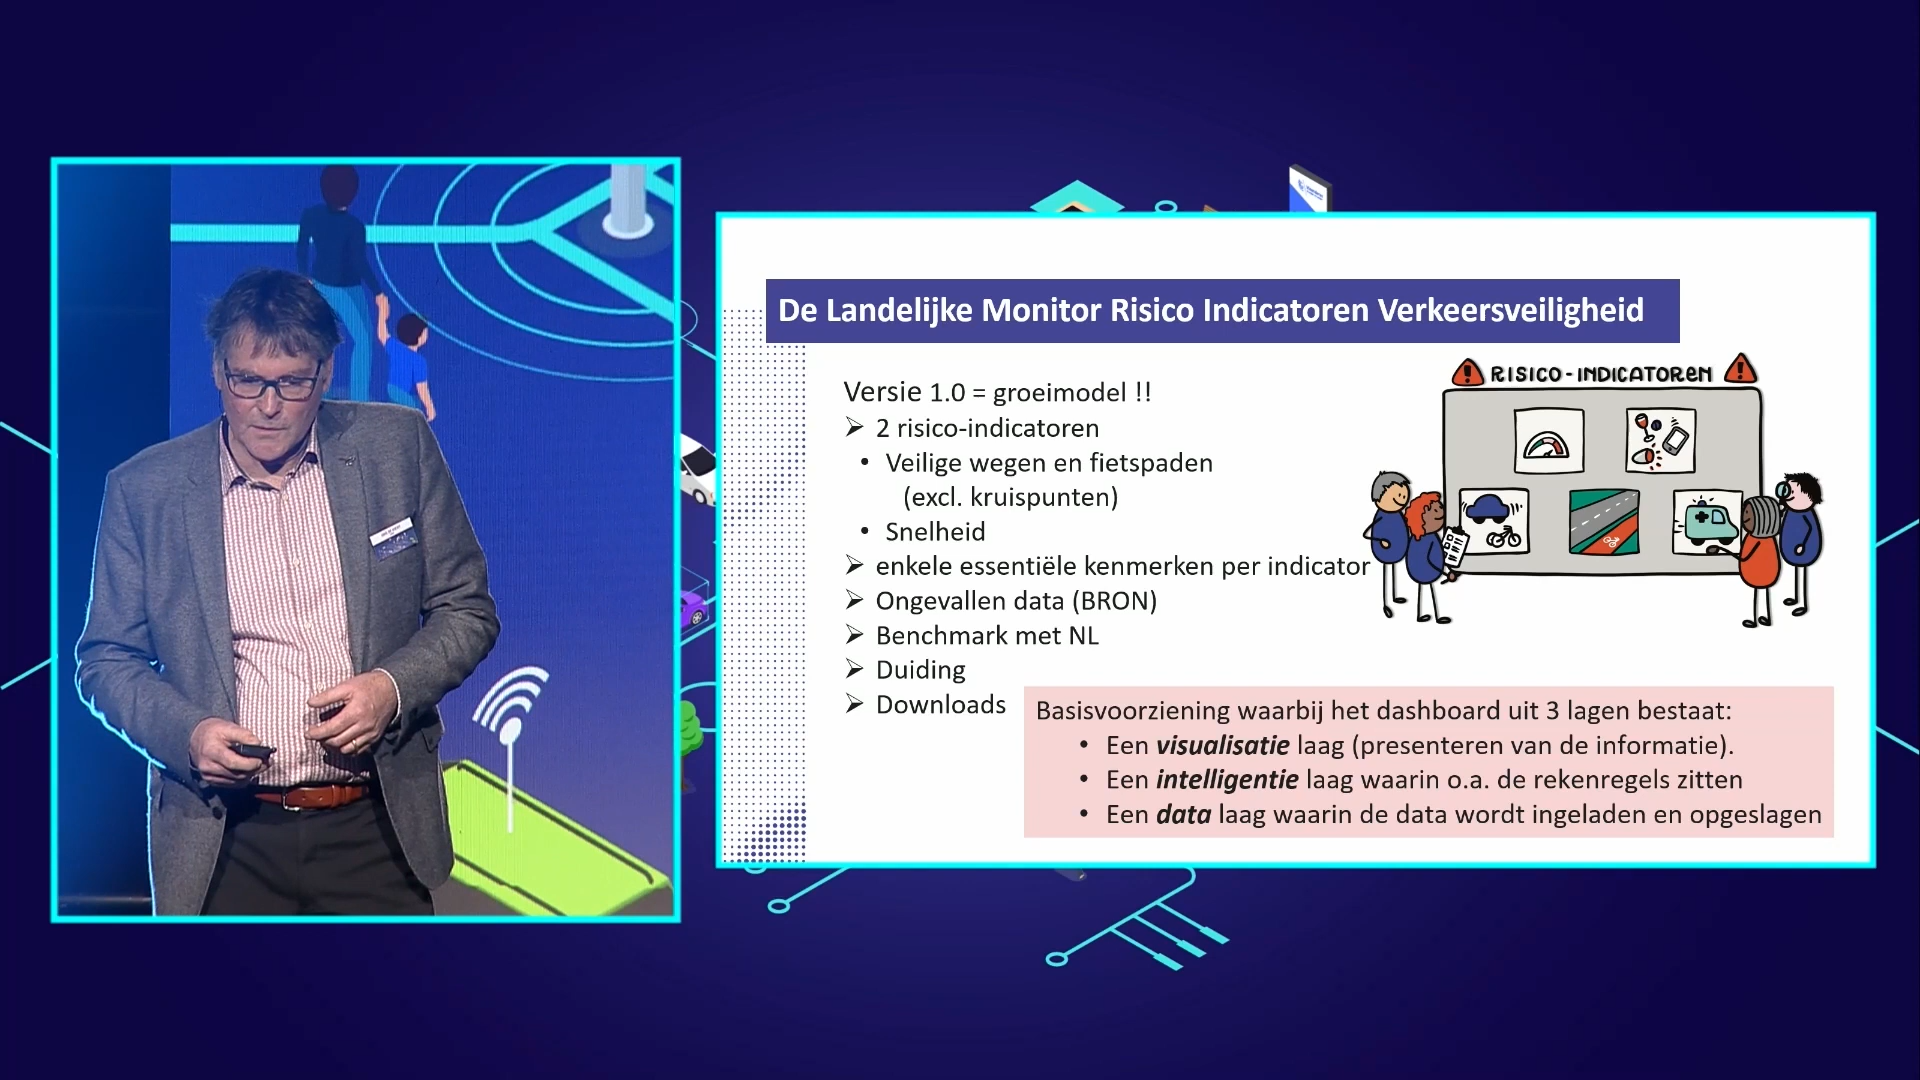 De Landelijke Monitor Risico Indicatoren Verkeersveiligheid
Versie 1.0 = groeimodel !!
➢ 2 risico-indicatoren
• Veilige wegen en fietspaden
(excl. kruispunten)
• Snelheid
➢ enkele essentiële kenmerken per indicator
➢ Ongevallen data (BRON)
➢ Benchmark met NL
➢ Duiding
➢ Downloads
RISICO-INDICATOREN
Basisvoorziening waarbij het dashboard uit 3 lagen bestaat:
• Een visualisatie laag (presenteren van de informatie).
• Een intelligentie laag waarin o.a. de rekenregels zitten
• Een data laag waarin de data wordt ingeladen en opgeslagen